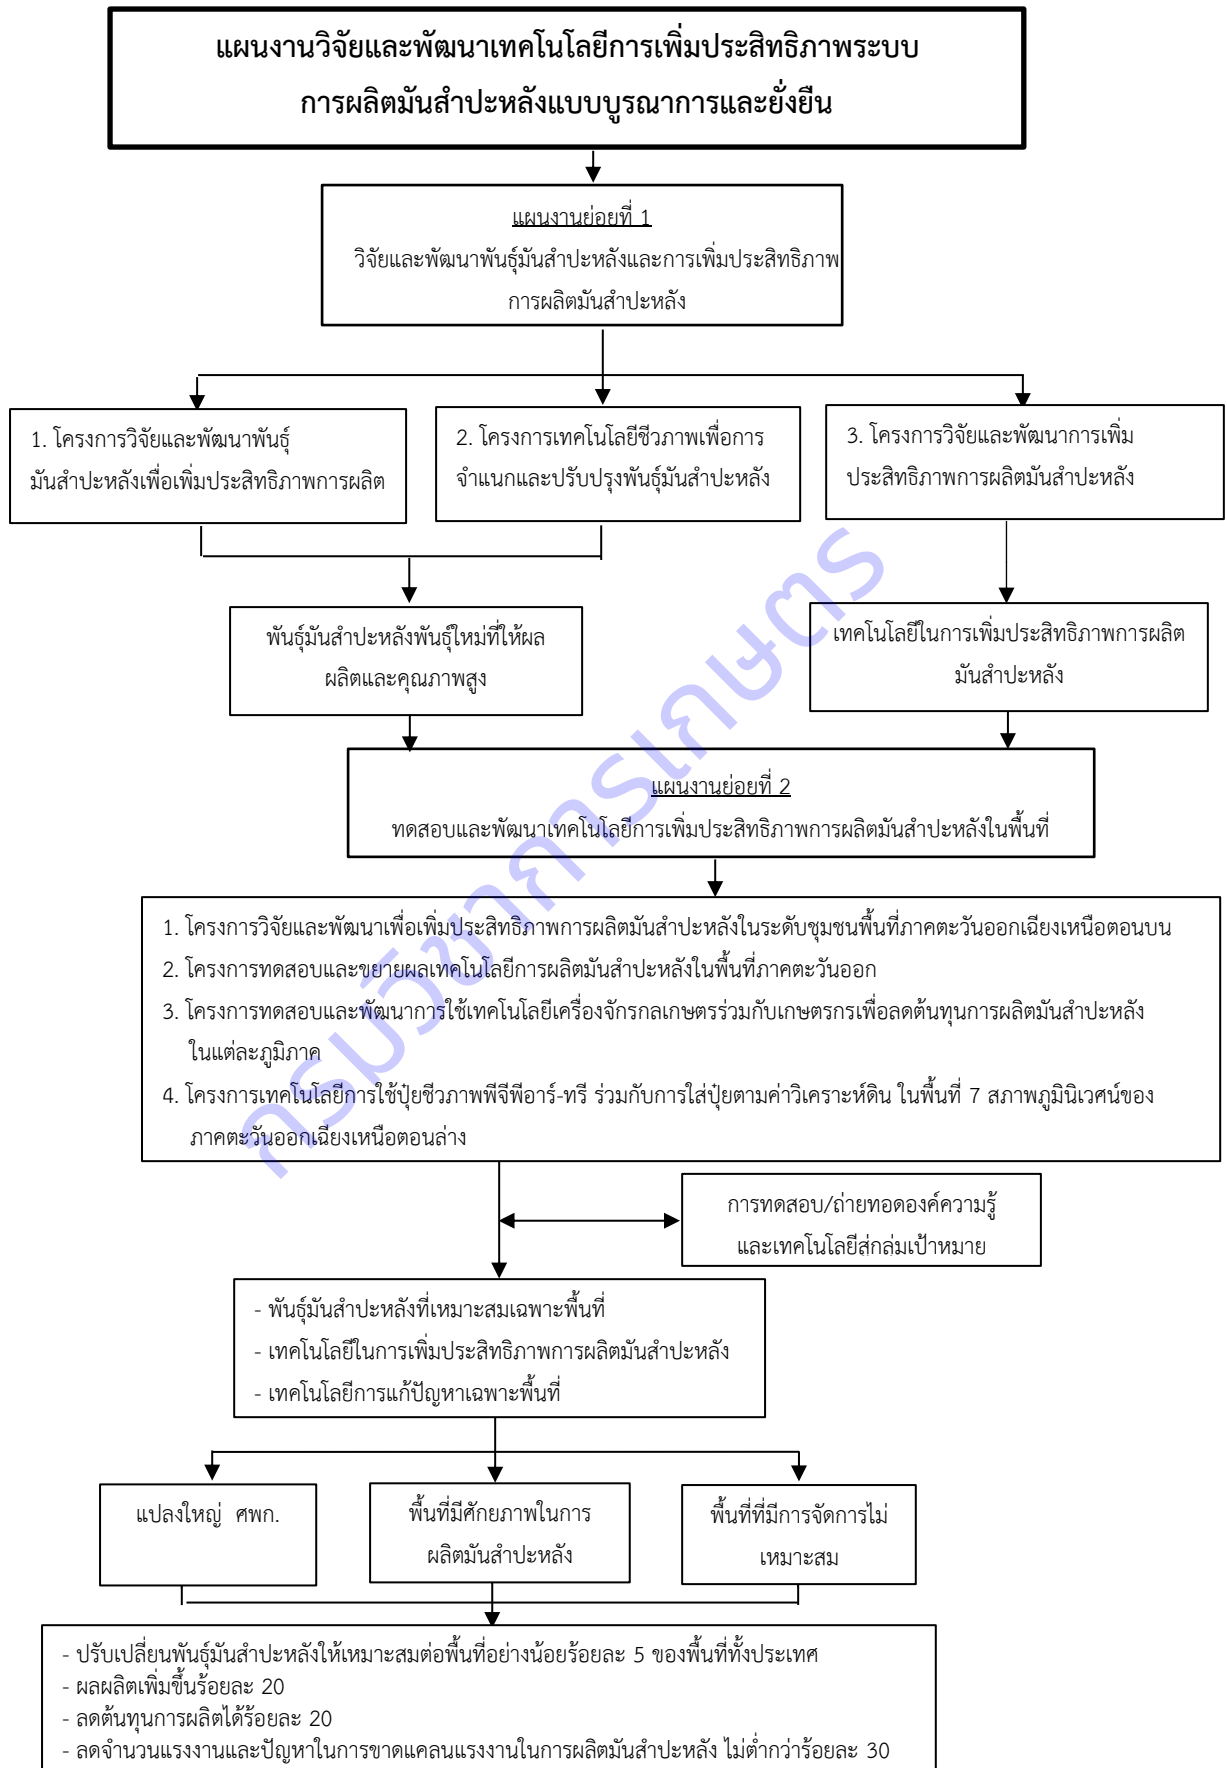 แผนงานวิจัยและพัฒนาเทคโนโลยีการเพิ่มประสิทธิภาพระบบ
การผลิตมันสำปะหลังแบบบูรณาการและยั่งยืน
แผนงานย่อยที่ 1
วิจัยและพัฒนาพันธุ์มันสำปะหลังและการเพิ่มประสิทธิภาพ
การผลิตมันสำปะหลัง
1. โครงการวิจัยและพัฒนาพันธุ์
มันสำปะหลังเพื่อเพิ่มประสิทธิภาพการผลิต
2. โครงการเทคโนโลยีชีวภาพเพื่อการ
จำแนกและปรับปรุงพันธุ์มันสำปะหลัง
3. โครงการวิจัยและพัฒนาการเพิ่ม
ประสิทธิภาพการผลิตมันสำปะหลัง
พันธุ์มันสำปะหลังพันธุ์ใหม่ที่ให้ผล
ผลิตและคุณภาพสูง
เทคโนโลยีในการเพิ่มประสิทธิภาพการผลิต
มันสำปะหลัง
แผนงานย่อยที่ 2
ทดสอบและพัฒนาเทคโนโลยีการเพิ่มประสิทธิภาพการผลิตมันสำปะหลังในพื้นที่
1. โครงการวิจัยและพัฒนาเพื่อเพิ่มประสิทธิภาพการผลิตมันสำปะหลังในระดับชุมชนพื้นที่ภาคตะวันออกเฉียงเหนือตอนบน
2. โครงการทดสอบและขยายผลเทคโนโลยีการผลิตมันสำปะหลังในพื้นที่ภาคตะวันออก
3. โครงการทดสอบและพัฒนาการใช้เทคโนโลยีเครื่องจักรกลเกษตรร่วมกับเกษตรกรเพื่อลดต้นทุนการผลิตมันสำปะหลัง
ในแต่ละภูมิภาค
4. โครงการเทคโนโลยีการใช้ปุ๋ยชีวภาพพีจีพีอาร์-ทรี ร่วมกับการใส่ปุ๋ยตามค่าวิเคราะห์ดิน ในพื้นที่ 7 สภาพภูมินิเวศน์ของ
ภาคตะวันออกเฉียงเหนือตอนล่าง
การทดสอบ/ถ่ายทอดองค์ความรู้
และเทคโนโลยีสู่กลุ่มเป้าหมาย
- พันธุ์มันสำปะหลังที่เหมาะสมเฉพาะพื้นที่
- เทคโนโลยีในการเพิ่มประสิทธิภาพการผลิตมันสำปะหลัง
- เทคโนโลยีการแก้ปัญหาเฉพาะพื้นที่
แปลงใหญ่ ศพก.
พื้นที่มีศักยภาพในการ
ผลิตมันสำปะหลัง
พื้นที่ที่มีการจัดการไม่
เหมาะสม
- ปรับเปลี่ยนพันธุ์มันสำปะหลังให้เหมาะสมต่อพื้นที่อย่างน้อยร้อยละ 5 ของพื้นที่ทั้งประเทศ
- ผลผลิตเพิ่มขึ้นร้อยละ 20
- ลดต้นทุนการผลิตได้ร้อยละ 20
- ลดจำนวนแรงงานและปัญหาในการขาดแคลนแรงงานในการผลิตมันสำปะหลัง ไม่ต่ำกว่าร้อยละ 30
กรมวิชาการเกษตร